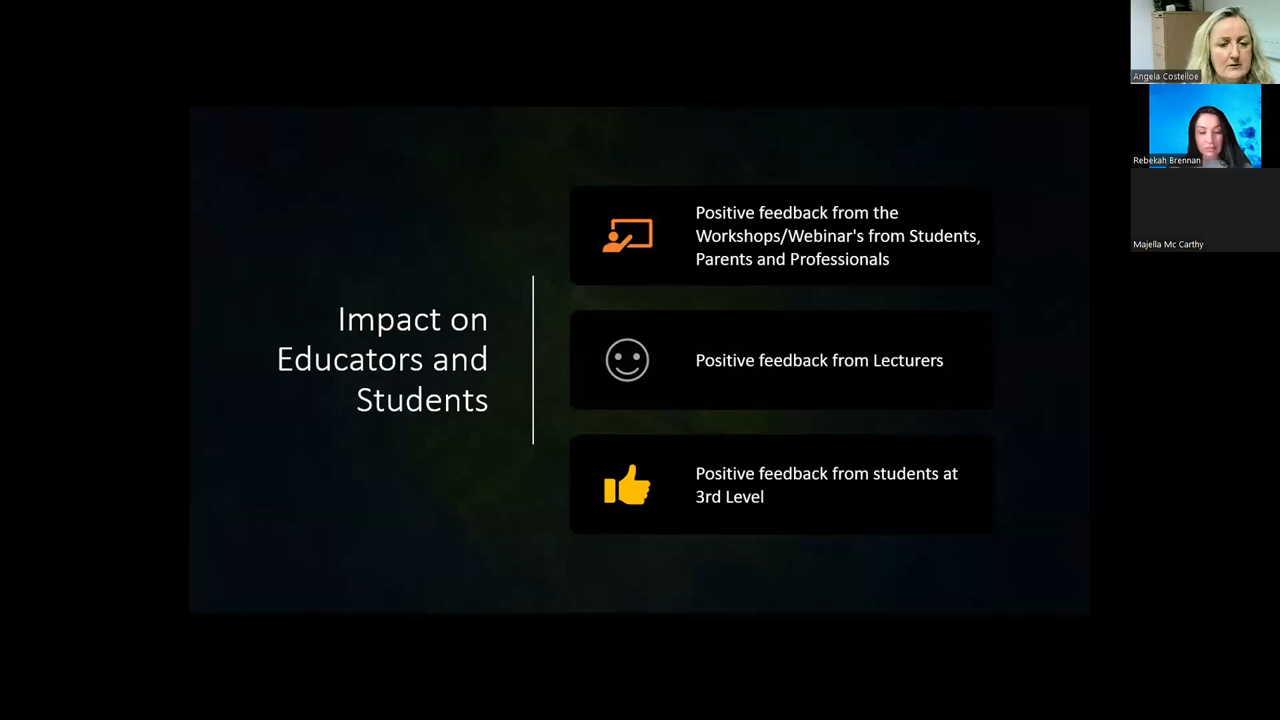 Impact on
Educators and
Students
Positive feedback from the
Workshops/Webinar's from Students,
Parents and Professionals
Positive feedback from Lecturers
Positive feedback from students at
3rd Level
Angela Costelloe
Rebekah Brennan
Majella Mc Carthy